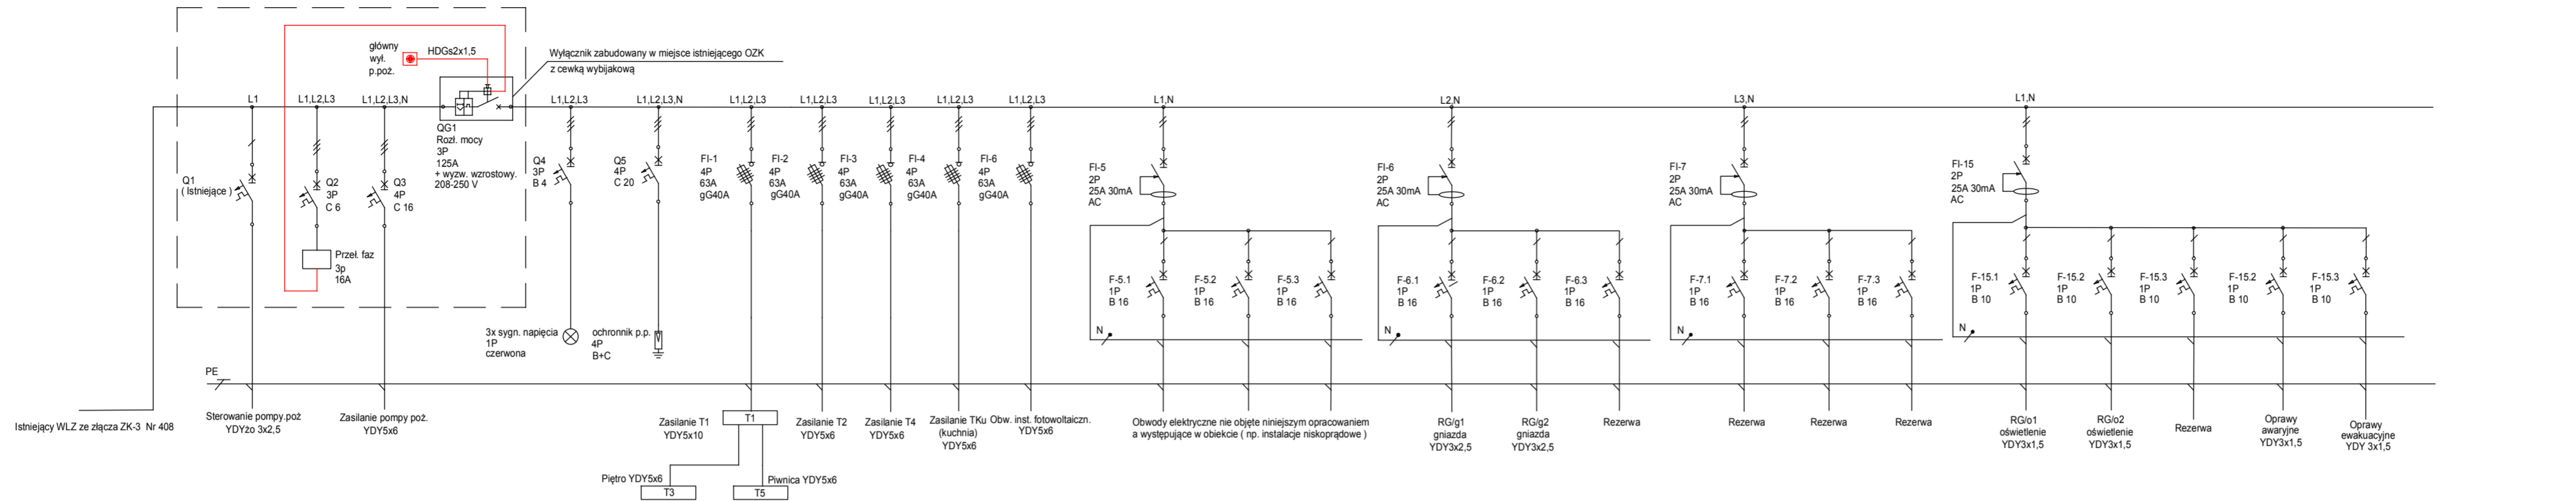 główny
wył.
p.poż.
HDGs2x1,5
Wyłącznik zabudowany w miejsce istniejącego OZK
z cewką wybijakową
L1
L1,L2,L3
L1,L2,L3,N
L1,L2,L3
L1,L2,L3,N
L1,L2,L3
L1,L2,L3
L1,L2,L3
L1,L2,L3
L1,L2,L3
L1,N
L2,N
L3,N
L1,N
QG1
Rozł. mocy
3P
125A
+ wyzw. wzrostowy.
208-250 V
Q1
( Istniejące )
Q2
3P
C 6
Q3
4P
C 16
Przeł. faz
3p
16A
Q4
3P
B 4
Q5
4P
C 20
FI-1
4P
63A
gG40A
FI-2
4P
63A
gG40A
FI-3
4P
63A
gG40A
FI-4
4P
63A
gG40A
FI-6
4P
63A
gG40A
FI-5
2P
25A 30mA
AC
FI-6
2P
25A 30mA
AC
FI-7
2P
25A 30mA
AC
FI-15
2P
25A 30mA
AC
F-5.1
1P
B 16
F-5.2
1P
B 16
F-5.3
1P
B 16
F-6.1
1P
B 16
F-6.2
1P
B 16
F-6.3
1P
B 16
F-7.1
1P
B 16
F-7.2
1P
B 16
F-7.3
1P
B 16
F-15.1
1P
B 10
F-15.2
1P
B 10
F-15.3
1P
B 10
F-15.2
1P
B 10
F-15.3
1P
B 10
3x sygn. napięcia
1P
czerwona
ochronnik p.p.
4P
B+C
N
N
N
N
PE
Istniejący WLZ ze złącza ZK-3 Nr 408
Sterowanie pompy.poż
YDYżo 3x2,5
Zasilanie pompy poż.
YDY5x6
Zasilanie T1
YDY5x10
T1
Zasilanie T2
YDY5x6
Zasilanie T4
YDY5x6
Zasilanie TKu
(kuchnia)
YDY5x6
Obw. inst. fotowoltaiczn.
YDY5x6
Obwody elektryczne nie objęte niniejszym opracowaniem
a występujące w obiekcie ( np. instalacje niskoprądowe )
RG/g1
gniazda
YDY3x2,5
RG/g2
gniazda
YDY3x2,5
Rezerwa
Rezerwa
Rezerwa
Rezerwa
RG/o1
oświetlenie
YDY3x1,5
RG/o2
oświetlenie
YDY3x1,5
Rezerwa
Oprawy
awaryjne
YDY3x1,5
Oprawy
ewakuacyjne
YDY 3x1,5
Piętro YDY5x6
T3
Piwnica YDY5x6
T5